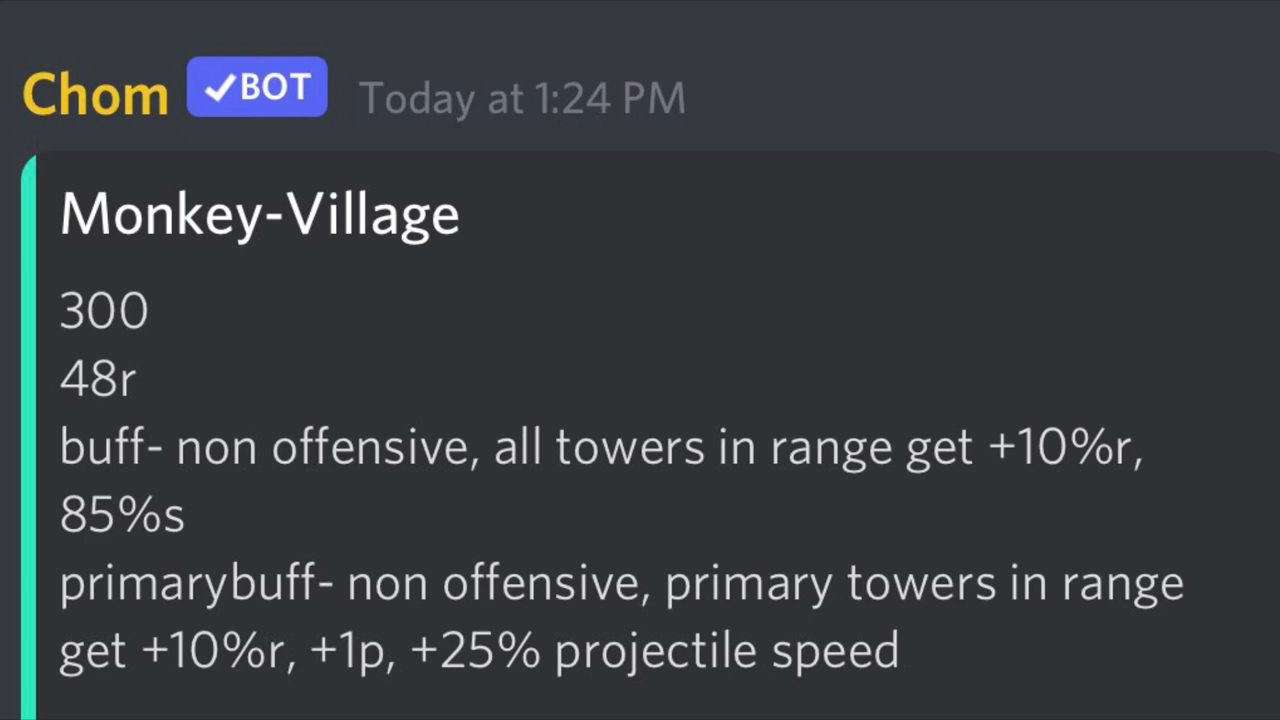 Chom ✓BOT Today at 1:24 PM
Monkey-Village
300
48r
buff- non offensive, all towers in range get +10%r,
85%s
primarybuff- non offensive, primary towers in range
get +10%r, +1p, +25% projectile speed